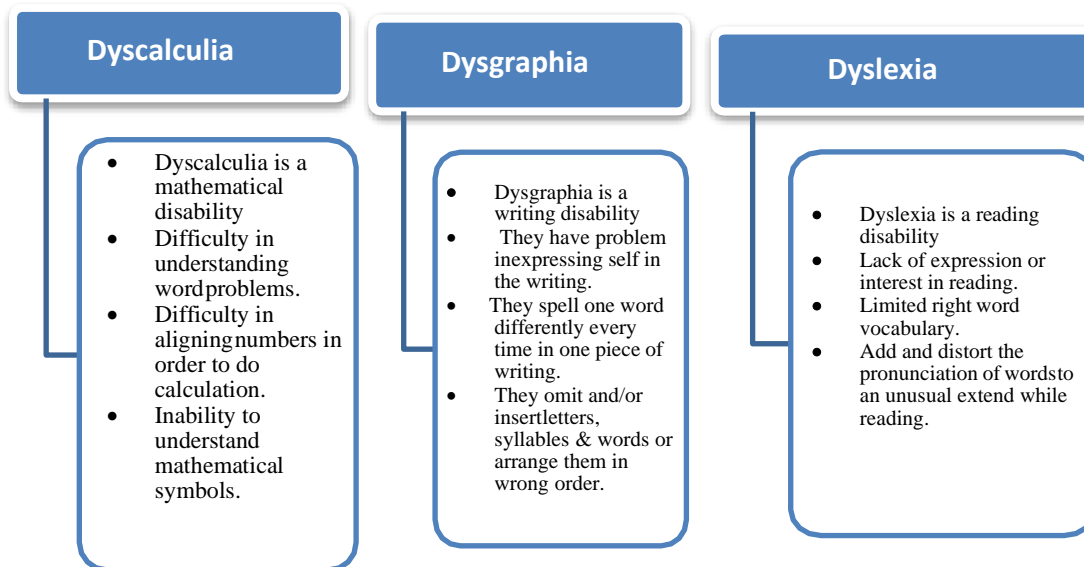 Dyscalculia
• Dyscalculia is a
mathematical
disability
• Difficulty in
understanding
wordproblems.
• Difficulty in
aligningnumbers in
order to do
calculation.
• Inability to
understand
mathematical
symbols.
Dysgraphia
• Dysgraphia is a
writing disability
• They have problem
inexpressing self in
the writing.
• They spell one word
differently every
time in one piece of
writing.
• They omit and/or
insertletters,
syllables & words or
arrange them in
wrong order.
Dyslexia
• Dyslexia is a reading
disability
• Lack of expression or
interest in reading.
• Limited right word
vocabulary.
• Add and distort the
pronunciation of wordsto
an unusual extend while
reading.